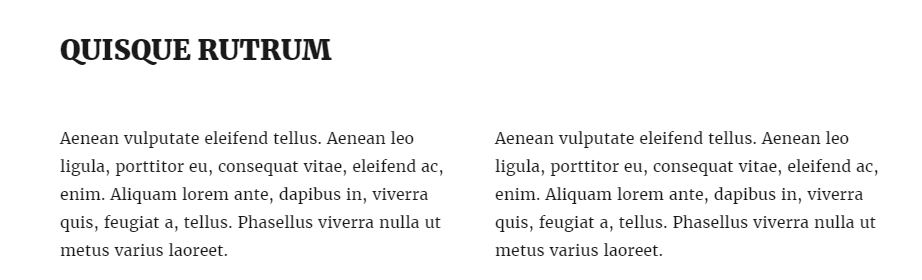 QUISQUE RUTRUM
Aenean vulputate eleifend tellus. Aenean leo
ligula, porttitor eu, consequat vitae, eleifend ac,
enim. Aliquam lorem ante, dapibus in, viverra
quis, feugiat a, tellus. Phasellus viverra nulla ut
metus varius laoreet.
Aenean vulputate eleifend tellus. Aenean leo
ligula, porttitor eu, consequat vitae, eleifend ac,
enim. Aliquam lorem ante, dapibus in, viverra
quis, feugiat a, tellus. Phasellus viverra nulla ut
metus varius laoreet.